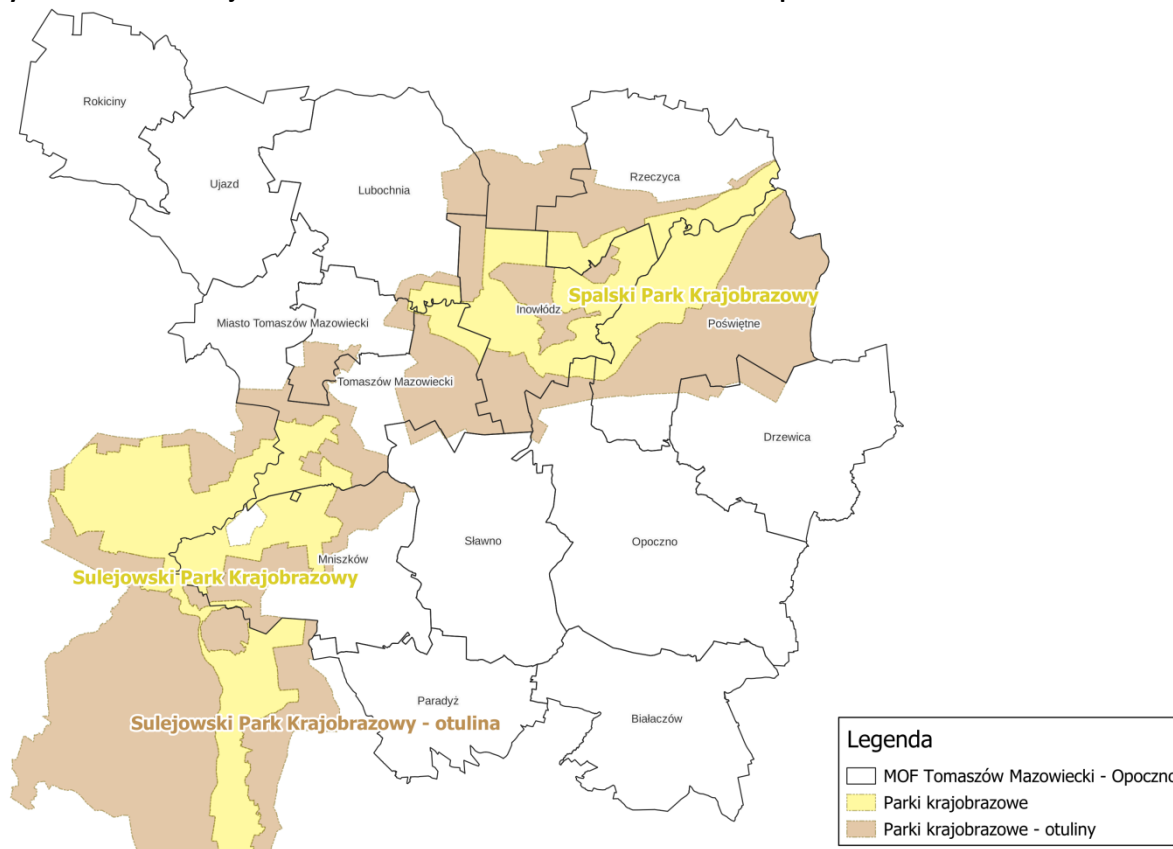 Rokiciny
Ujazd
Lubochnia
Rzeczyca
Spalski Park Krajobrazowy
Inowłódz
Miasto Tomaszów Mazowiecki
Poświętne
Tomaszów Mazowiecki
Drzewica
Sławno
Opoczno
Mniszków
Sulejowski Park Krajobrazowy
Paradyż
Sulejowski Park Krajobrazowy - otulina
Białaczów
Legenda
MOF Tomaszów Mazowiecki - Opoczno
Parki krajobrazowe
Parki krajobrazowe - otuliny